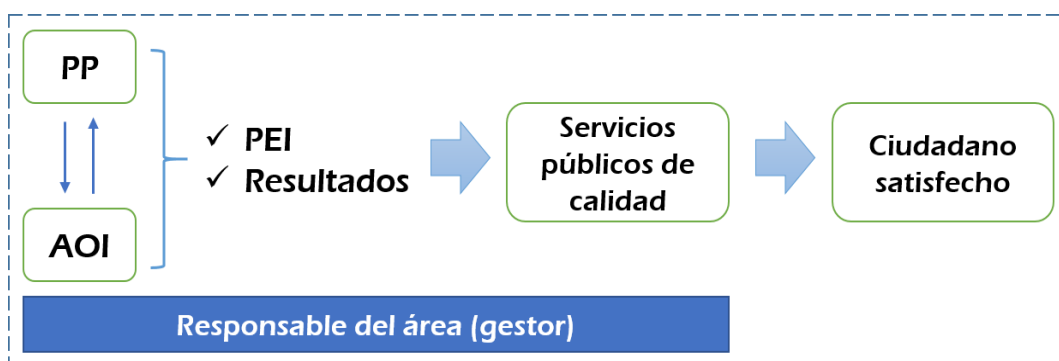 PP
AOI
✓ PEI
✓ Resultados
Servicios
públicos de
calidad
Ciudadano
satisfecho
Responsable del área (gestor)